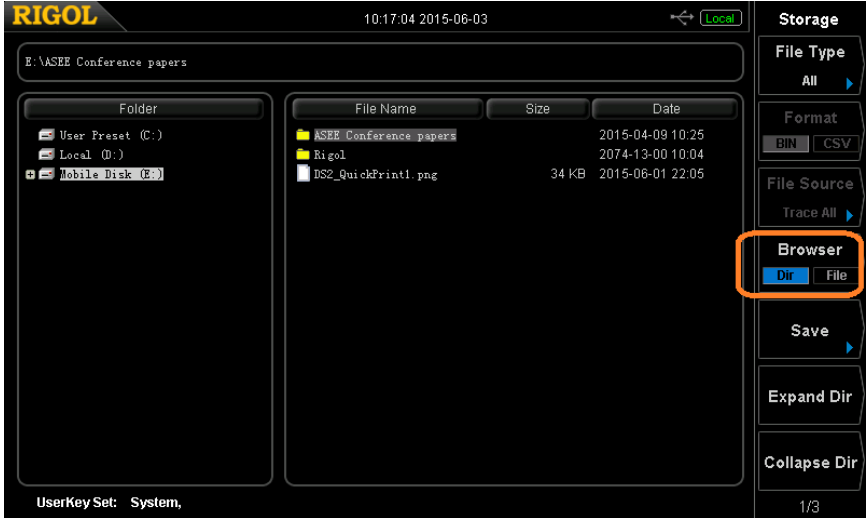 RIGOL
10:17:04 2015-06-03
Local
Storage
E:\ASEE Conference papers
File Type
All
Folder
File Name
Size
Date
Format
BIN CSV
User Preset (C:)
ASEE Conference papers 2015-04-09 10:25
Local (D:)
Rigol 2074-13-00 10:04
Mobile Disk (E:)
DS2_QuickPrint1.png 34 KB 2015-06-01 22:05
File Source
Trace All
Browser
Dir File
Save
Expand Dir
Collapse Dir
UserKey Set: System,
1/3